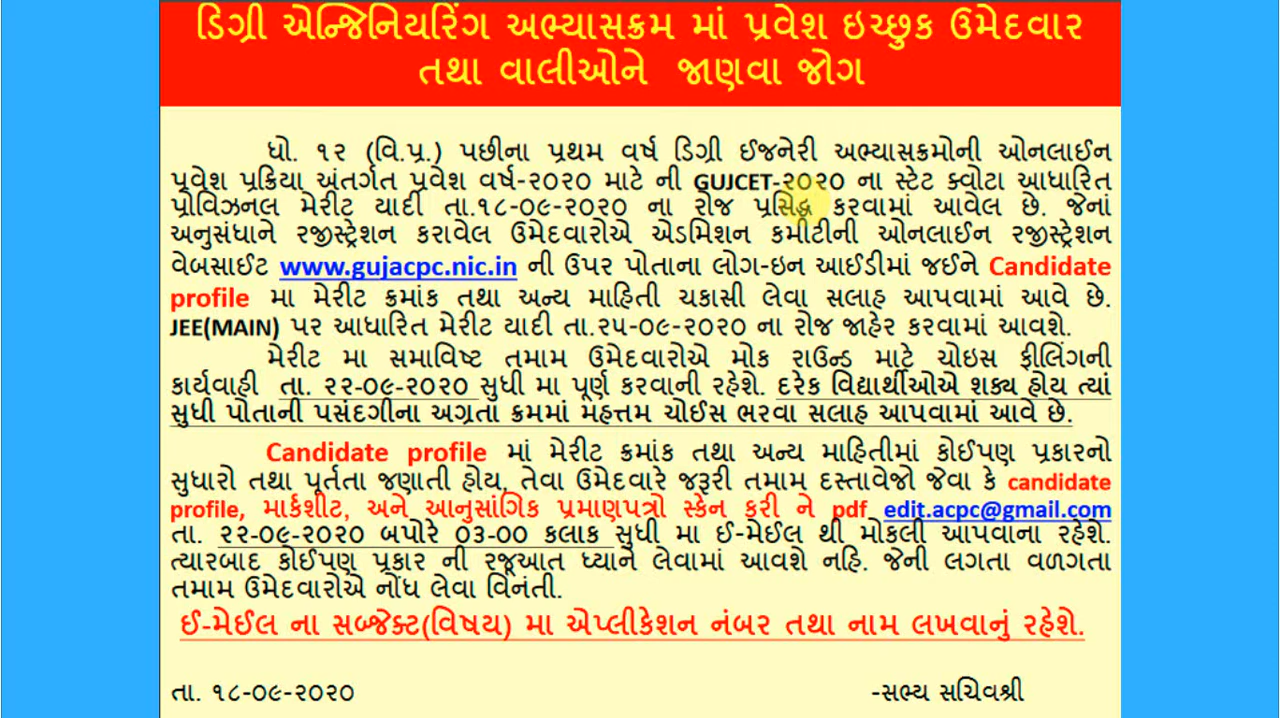 ડિગ્રી એન્જિનિયરિંગ અભ્યાસક્રમ માં પ્રવેશ ઇચ્છુક ઉમેદવાર
તથા વાલીઓને જાણવા જોગ
ધો. ૧૨ (વિ.પ્ર.) પછીના પ્રથમ વર્ષ ડિગ્રી ઈજનેરી અભ્યાસક્રમોની ઓનલાઈન
પ્રવેશ પ્રક્રિયા અંતર્ગત પ્રવેશ વર્ષ-૨૦૨૦ માટે ની GUJCET-૨૦૨૦ ના સ્ટેટ ક્વોટા આધારિત
પ્રોવિઝનલ મેરીટ યાદી તા.૧૮-૦૯-૨૦૨૦ ના રોજ પ્રસિદ્ધ કરવામાં આવેલ છે. જેનાં
અનુસંધાને રજીસ્ટ્રેશન કરાવેલ ઉમેદવારોએ એડમિશન કમીટીની ઓનલાઈન રજીસ્ટ્રેશન
વેબસાઈટ www.gujacpc.nic.in ની ઉપર પોતાના લોગ-ઇન આઈડીમાં જઈને Candidate
profile મા મેરીટ ક્રમાંક તથા અન્ય માહિતી ચકાસી લેવા સલાહ આપવામાં આવે છે.
JEE(MAIN) પર આધારિત મેરીટ યાદી તા.૨૫-૦૯-૨૦૨૦ ના રોજ જાહેર કરવામાં આવશે.
મેરીટ મા સમાવિષ્ટ તમામ ઉમેદવારોએ મોક રાઉન્ડ માટે ચોઇસ ફીલિંગની
કાર્યવાહી તા. ૨૨-૦૯-૨૦૨૦ સુધી મા પૂર્ણ કરવાની રહેશે. દરેક વિદ્યાર્થીઓએ શક્ય હોય ત્યાં
સુધી પોતાની પસંદગીના અગ્રતા ક્રમમાં મહત્તમ ચોઈસ ભરવા સલાહ આપવામાં આવે છે.
Candidate profile માં મેરીટ ક્રમાંક તથા અન્ય માહિતીમાં કોઈપણ પ્રકારનો
સુધારો તથા પૂર્તતા જણાતી હોય, તેવા ઉમેદવારે જરૂરી તમામ દસ્તાવેજો જેવા કે candidate
profile, માર્કશીટ, અને આનુસાંગિક પ્રમાણપત્રો સ્કેન કરી ને pdf edit.acpc@gmail.com
તા. ૨૨-૦૯-૨૦૨૦ બપોરે ૦૩-૦૦ કલાક સુધી મા ઈ-મેઈલ થી મોકલી આપવાના રહેશે.
ત્યારબાદ કોઈપણ પ્રકાર ની રજૂઆત ધ્યાને લેવામાં આવશે નહિ. જેની લગતા વળગતા
તમામ ઉમેદવારોએ નોંધ લેવા વિનંતી.
ઈ-મેઈલ ના સબ્જેક્ટ(વિષય) મા એપ્લીકેશન નંબર તથા નામ લખવાનું રહેશે.
તા. ૧૮-૦૯-૨૦૨૦ -સભ્ય સચિવશ્રી